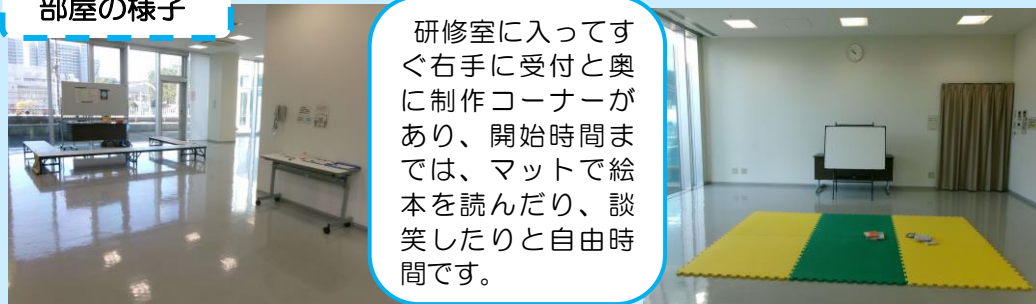 部屋の様子
研修室に入ってす
ぐ右手に受付と奥
に制作コーナーが
あり、開始時間ま
では、マットで絵
本を読んだり、談
笑したりと自由時
間です。